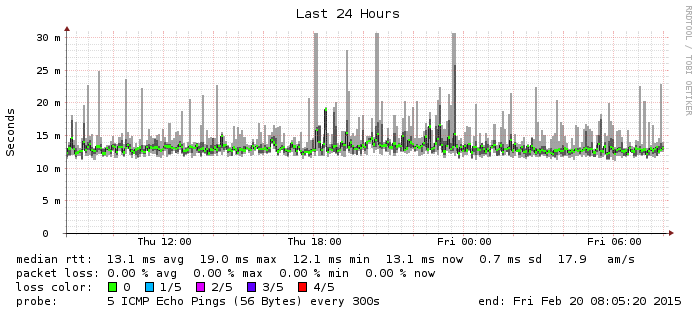 Last 24 Hours
RRDTOOL / TOBI OETIKER
Seconds
30 m
25 m
20 m
15 m
10 m
5 m
0
Thu 12:00 Thu 18:00 Fri 00:00 Fri 06:00
median rtt: 13.1 ms avg 19.0 ms max 12.1 ms min 13.1 ms now 0.7 ms sd 17.9 am/s
packet loss: 0.00 % avg 0.00 % max 0.00 % min 0.00 % now
loss color: 0 1/5 2/5 3/5 4/5
probe: 5 ICMP Echo Pings (56 Bytes) every 300s end: Fri Feb 20 08:05:20 2015